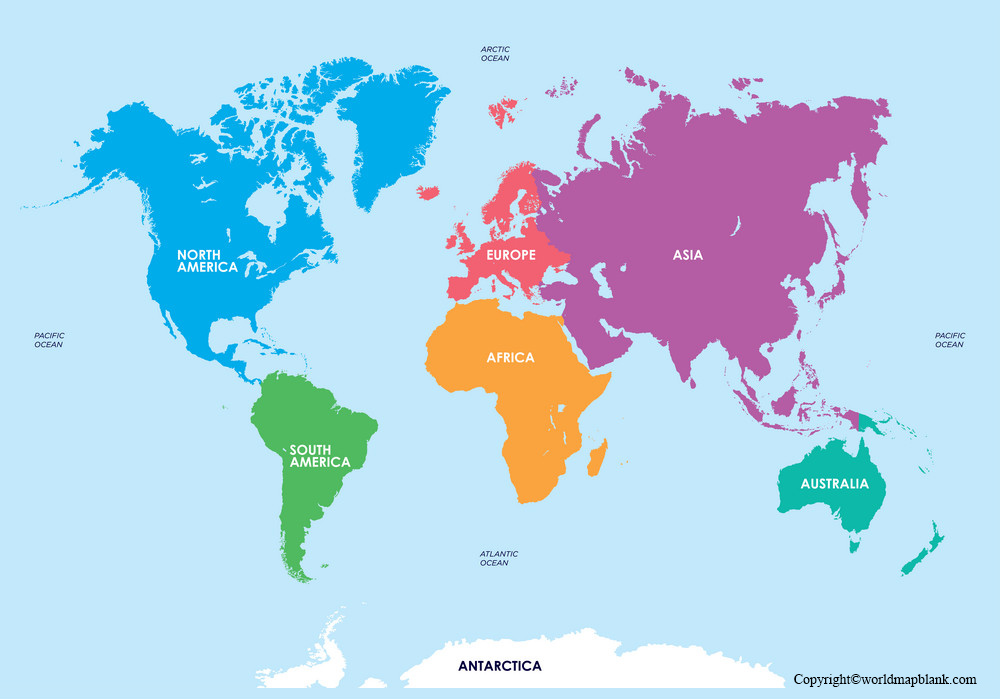 ARCTIC
OCEAN
NORTH
AMERICA
EUROPE
ASIA
PACIFIC
OCEAN
PACIFIC
OCEAN
AFRICA
SOUTH
AMERICA
AUSTRALIA
ATLANTIC
OCEAN
ANTARCTICA
Copyright©worldmapblank.com